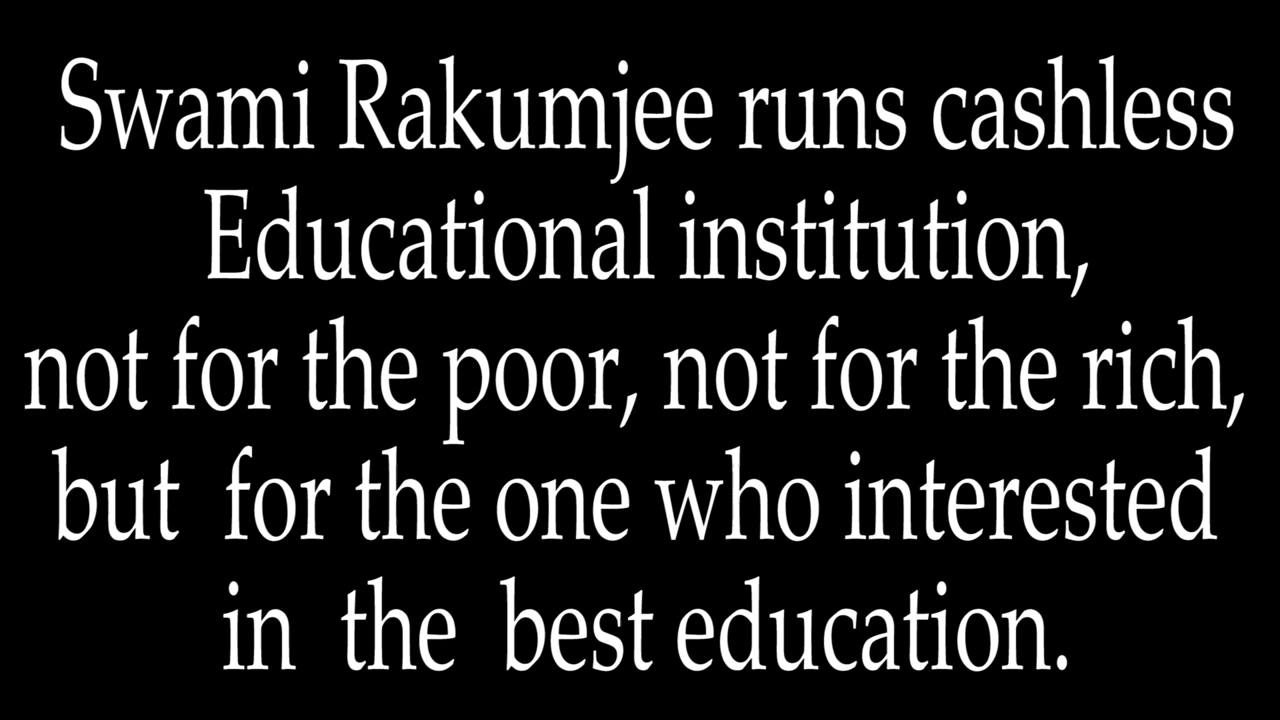 Swami Rakumjee runs cashless
Educational institution,
not for the poor, not for the rich,
but for the one who interested
in the best education.